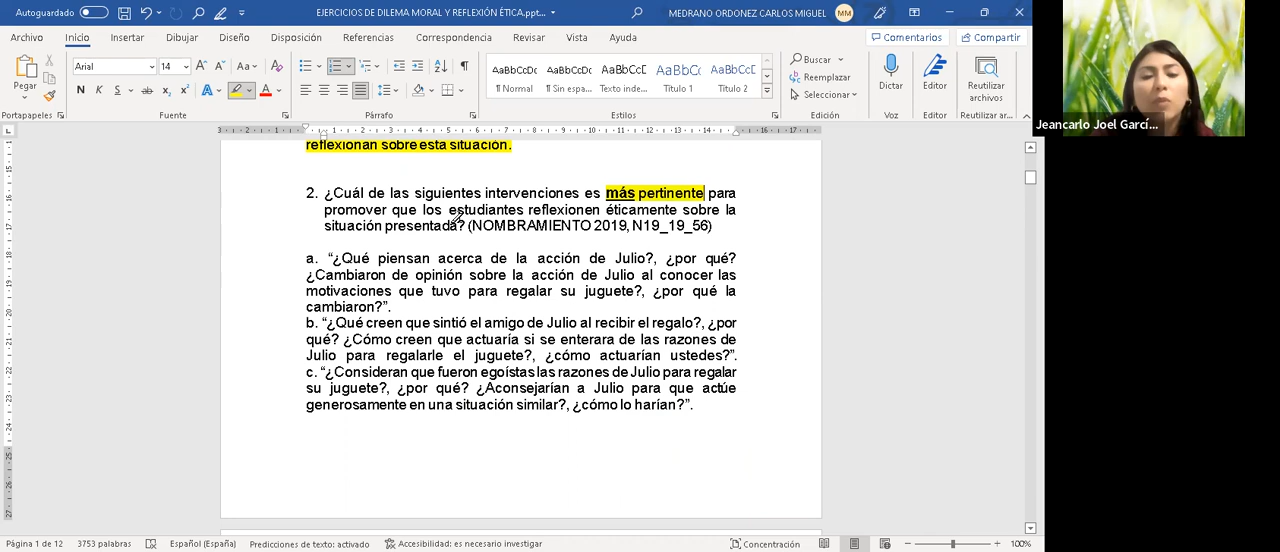 Autoguardado
EJERCICIOS DE DILEMA MORAL Y REFLEXIÓN ÉTICA.ppt...
MEDRANO ORDONEZ CARLOS MIGUEL
MM
Archivo Inicio Insertar Dibujar Diseño Disposición Referencias Correspondencia Revisar Vista Ayuda
Comentarios Compartir
Pegar
Arial 14
N K S
AaBbCcDc AaBbCcDc AaBbCcE AaBbCcC AaBbCcD
¶ Normal ¶ Sin espa... Texto inde... Título 1 Título 2
Buscar
Reemplazar
Seleccionar
Dictar
Editor
Reutilizar archivos
Portapapeles Fuente Párrafo Estilos Edición Voz Editor Reutilizar ar...
reflexionan sobre esta situación.
2. ¿Cuál de las siguientes intervenciones es más pertinente para
promover que los estudiantes reflexionen éticamente sobre la
situación presentada? (NOMBRAMIENTO 2019, N19_19_56)
a. “¿Qué piensan acerca de la acción de Julio?, ¿por qué?
¿Cambiaron de opinión sobre la acción de Julio al conocer las
motivaciones que tuvo para regalar su juguete?, ¿por qué la
cambiaron?”.
b. “¿Qué creen que sintió el amigo de Julio al recibir el regalo?, ¿por
qué? ¿Cómo creen que actuaría si se enterara de las razones de
Julio para regalarle el juguete?, ¿cómo actuarían ustedes?”.
c. “¿Consideran que fueron egoístas las razones de Julio para regalar
su juguete?, ¿por qué? ¿Aconsejarían a Julio para que actúe
generosamente en una situación similar?, ¿cómo lo harían?”.
Jeancarlo Joel Garcí...
Página 1 de 12 3753 palabras Español (España) Predicciones de texto activado Accesibilidad: es necesario investigar Concentración 100%